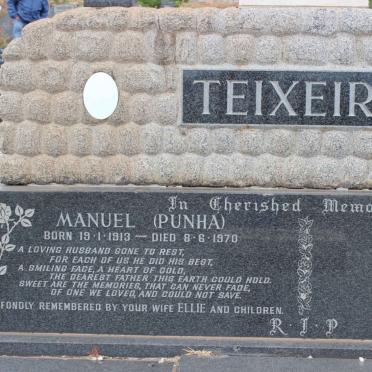 TEIXEIR
In Cherished Memo
MANUEL (PUNHA)
BORN 19·1·1913 — DIED 8·6·1970
A LOVING HUSBAND GONE TO REST,
FOR EACH OF US HE DID HIS BEST,
A SMILING FACE, A HEART OF GOLD,
THE DEAREST FATHER THIS EARTH COULD HOLD.
SWEET ARE THE MEMORIES, THAT CAN NEVER FADE,
OF ONE WE LOVED, AND COULD NOT SAVE.
FONDLY REMEMBERED BY YOUR WIFE ELLIE AND CHILDREN.
R·I·P